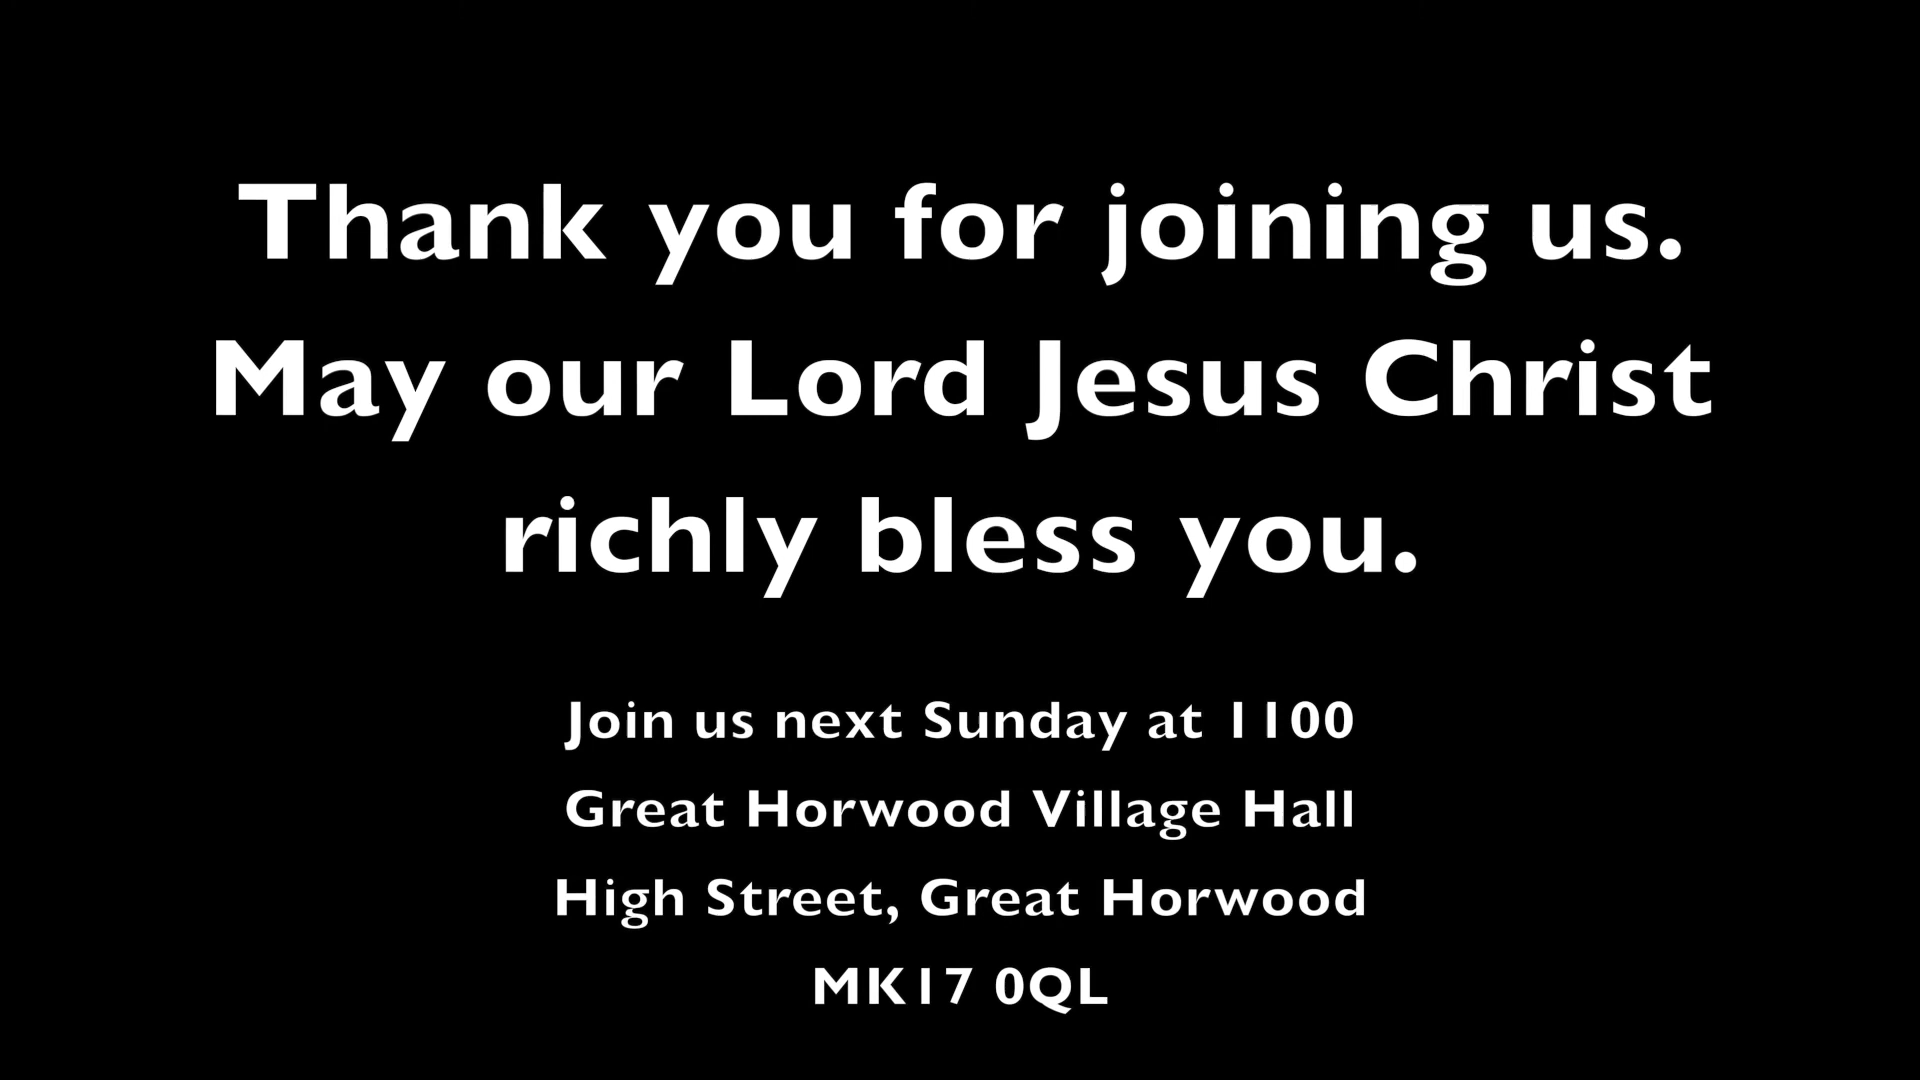 Thank you for joining us.
May our Lord Jesus Christ
richly bless you.
Join us next Sunday at 1100
Great Horwood Village Hall
High Street, Great Horwood
MK17 0QL